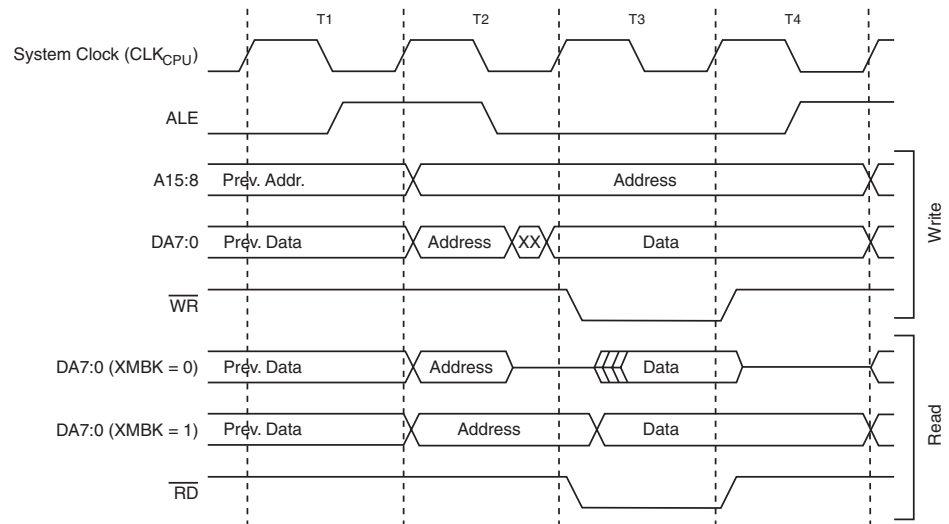 T1 T2 T3 T4
System Clock (CLKCPU)
ALE
A15:8 Prev. Addr. Address
DA7:0 Prev. Data Address XX Data
WR
Write
DA7:0 (XMBK = 0) Prev. Data Address Data
DA7:0 (XMBK = 1) Prev. Data Address Data
RD
Read